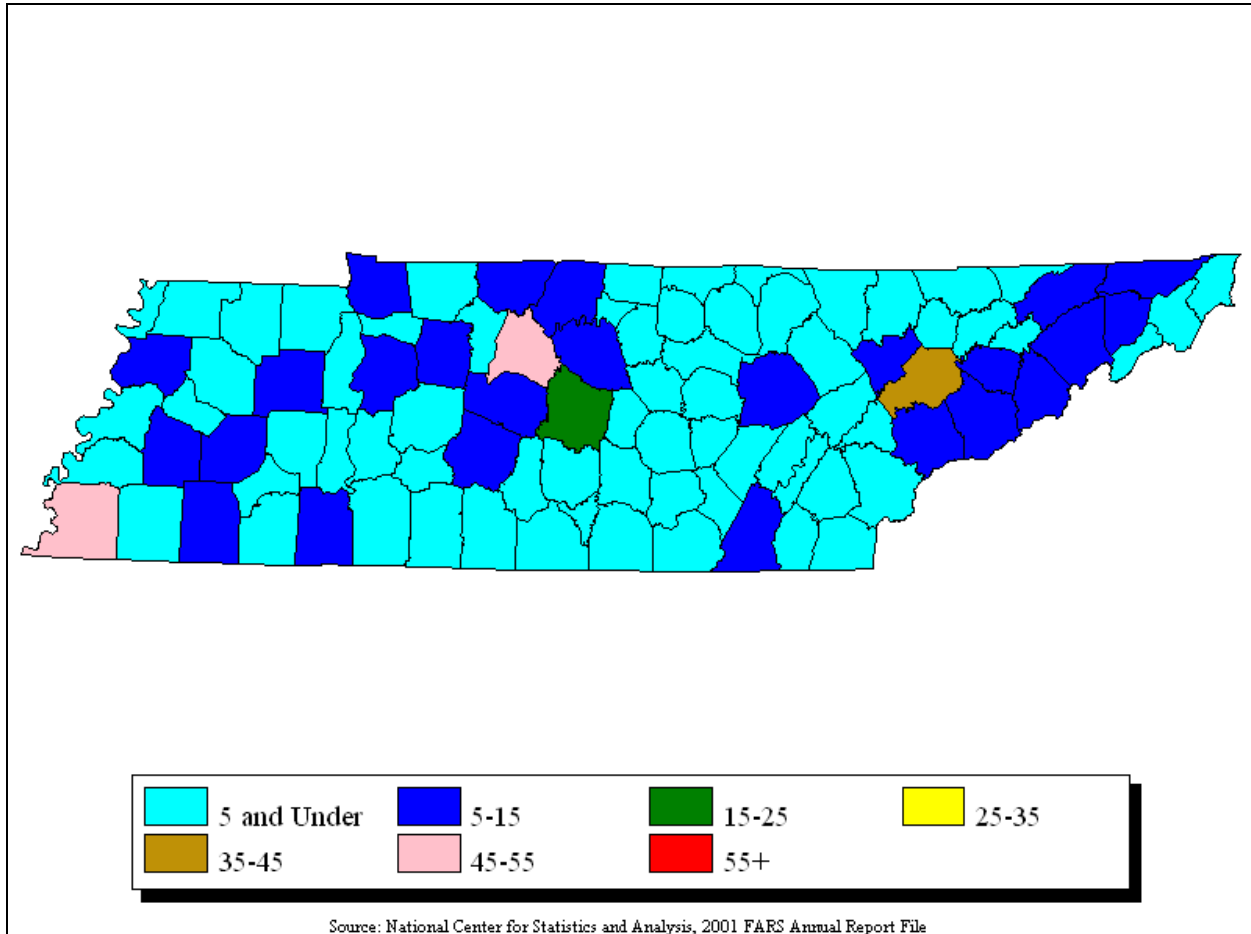 5 and Under 5-15 15-25 25-35
35-45 45-55 55+
Source: National Center for Statistics and Analysis, 2001 FARS Annual Report File